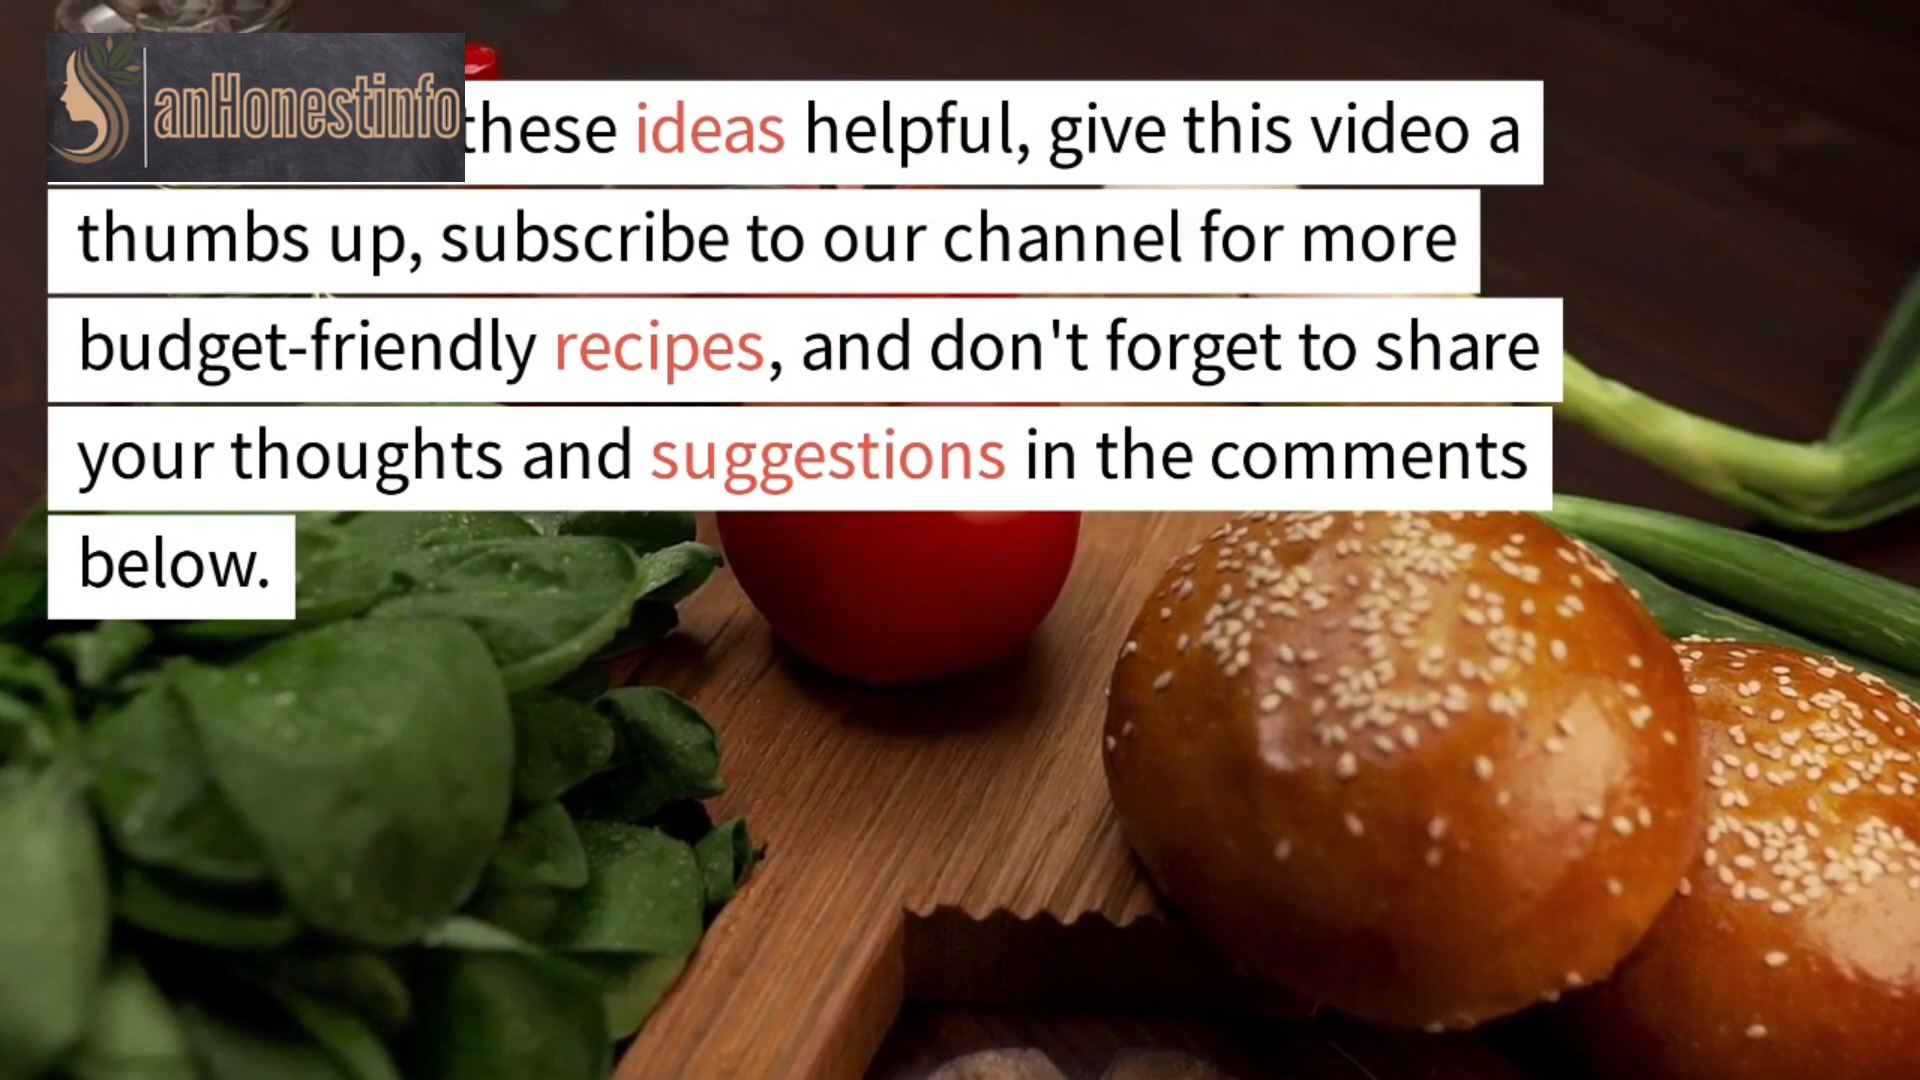 anHonestinfo
these ideas helpful, give this video a
thumbs up, subscribe to our channel for more
budget-friendly recipes, and don't forget to share
your thoughts and suggestions in the comments
below.